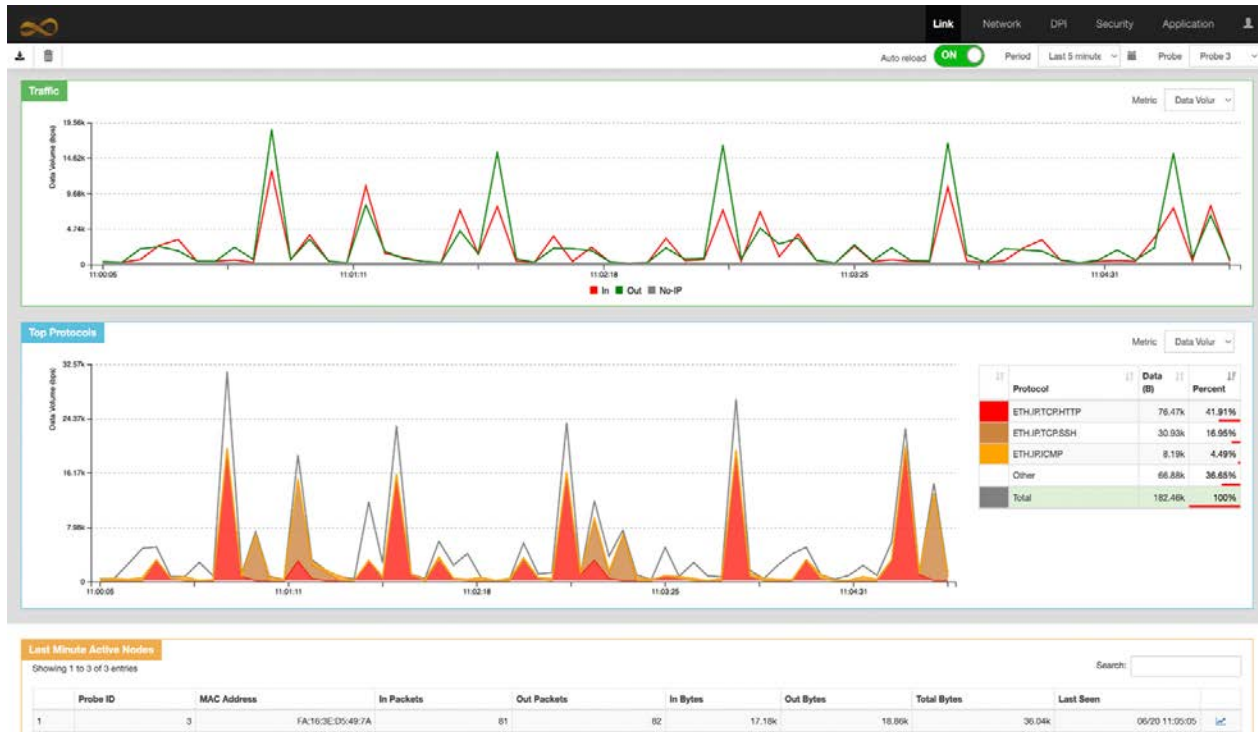 Link Network DPI Security Application
Auto reload ON Period Last 5 minute Probe Probe 3
Traffic
Metric Data Volur
Data Volume (bps)
19.56k
14.62k
9.68k
4.74k
0
11:00:05 11:01:11 11:02:18 11:03:25 11:04:31
In Out No-IP
Top Protocols
Metric Data Volur
Data Volume (bps)
32.57k
24.37k
16.17k
7.98k
0
11:00:05 11:01:11 11:02:18 11:03:25 11:04:31
Protocol Data (B) Percent
ETH.IP.TCP.HTTP 76.47k 41.91%
ETH.IP.TCP.SSH 30.93k 16.95%
ETH.IP.ICMP 8.19k 4.49%
Other 66.88k 36.65%
Total 182.46k 100%
Last Minute Active Nodes
Showing 1 to 3 of 3 entries
Search:
Probe ID MAC Address In Packets Out Packets In Bytes Out Bytes Total Bytes Last Seen
1 3 FA:16:3E:D5:49:7A 81 82 17.18k 18.86k 36.04k 06/20 11:05:05